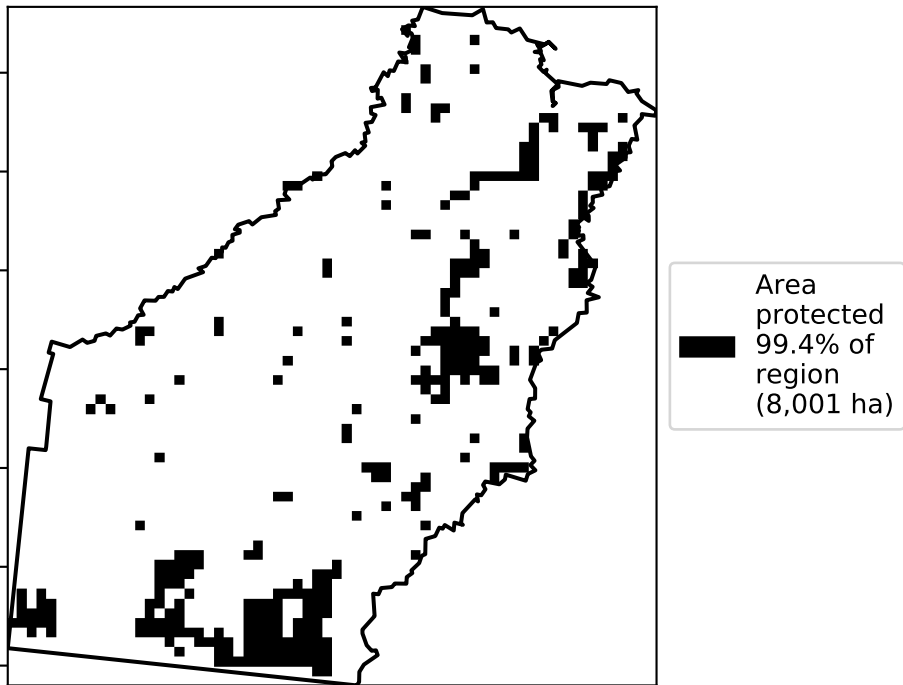 Area
protected
99.4% of
region
(8,001 ha)